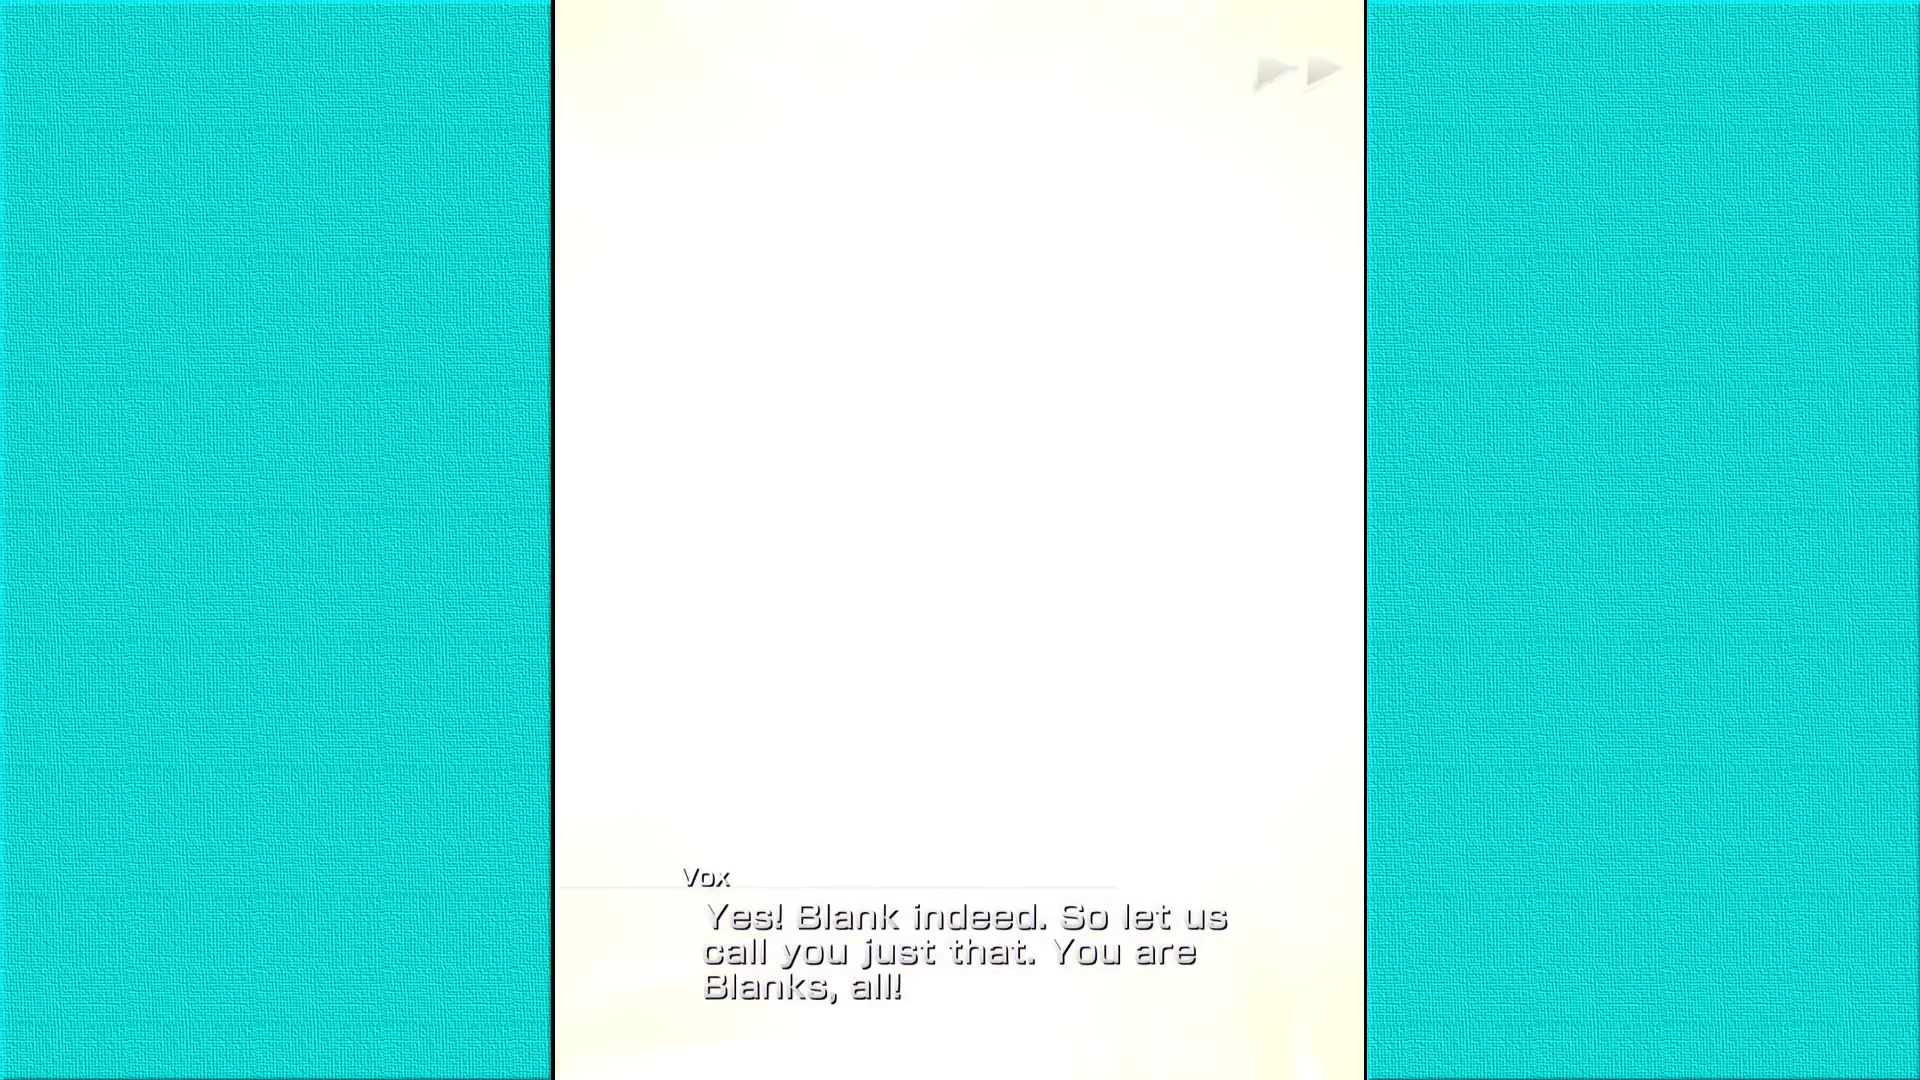 Vox
Yes! Blank indeed. So let us
call you just that. You are
Blanks, all!